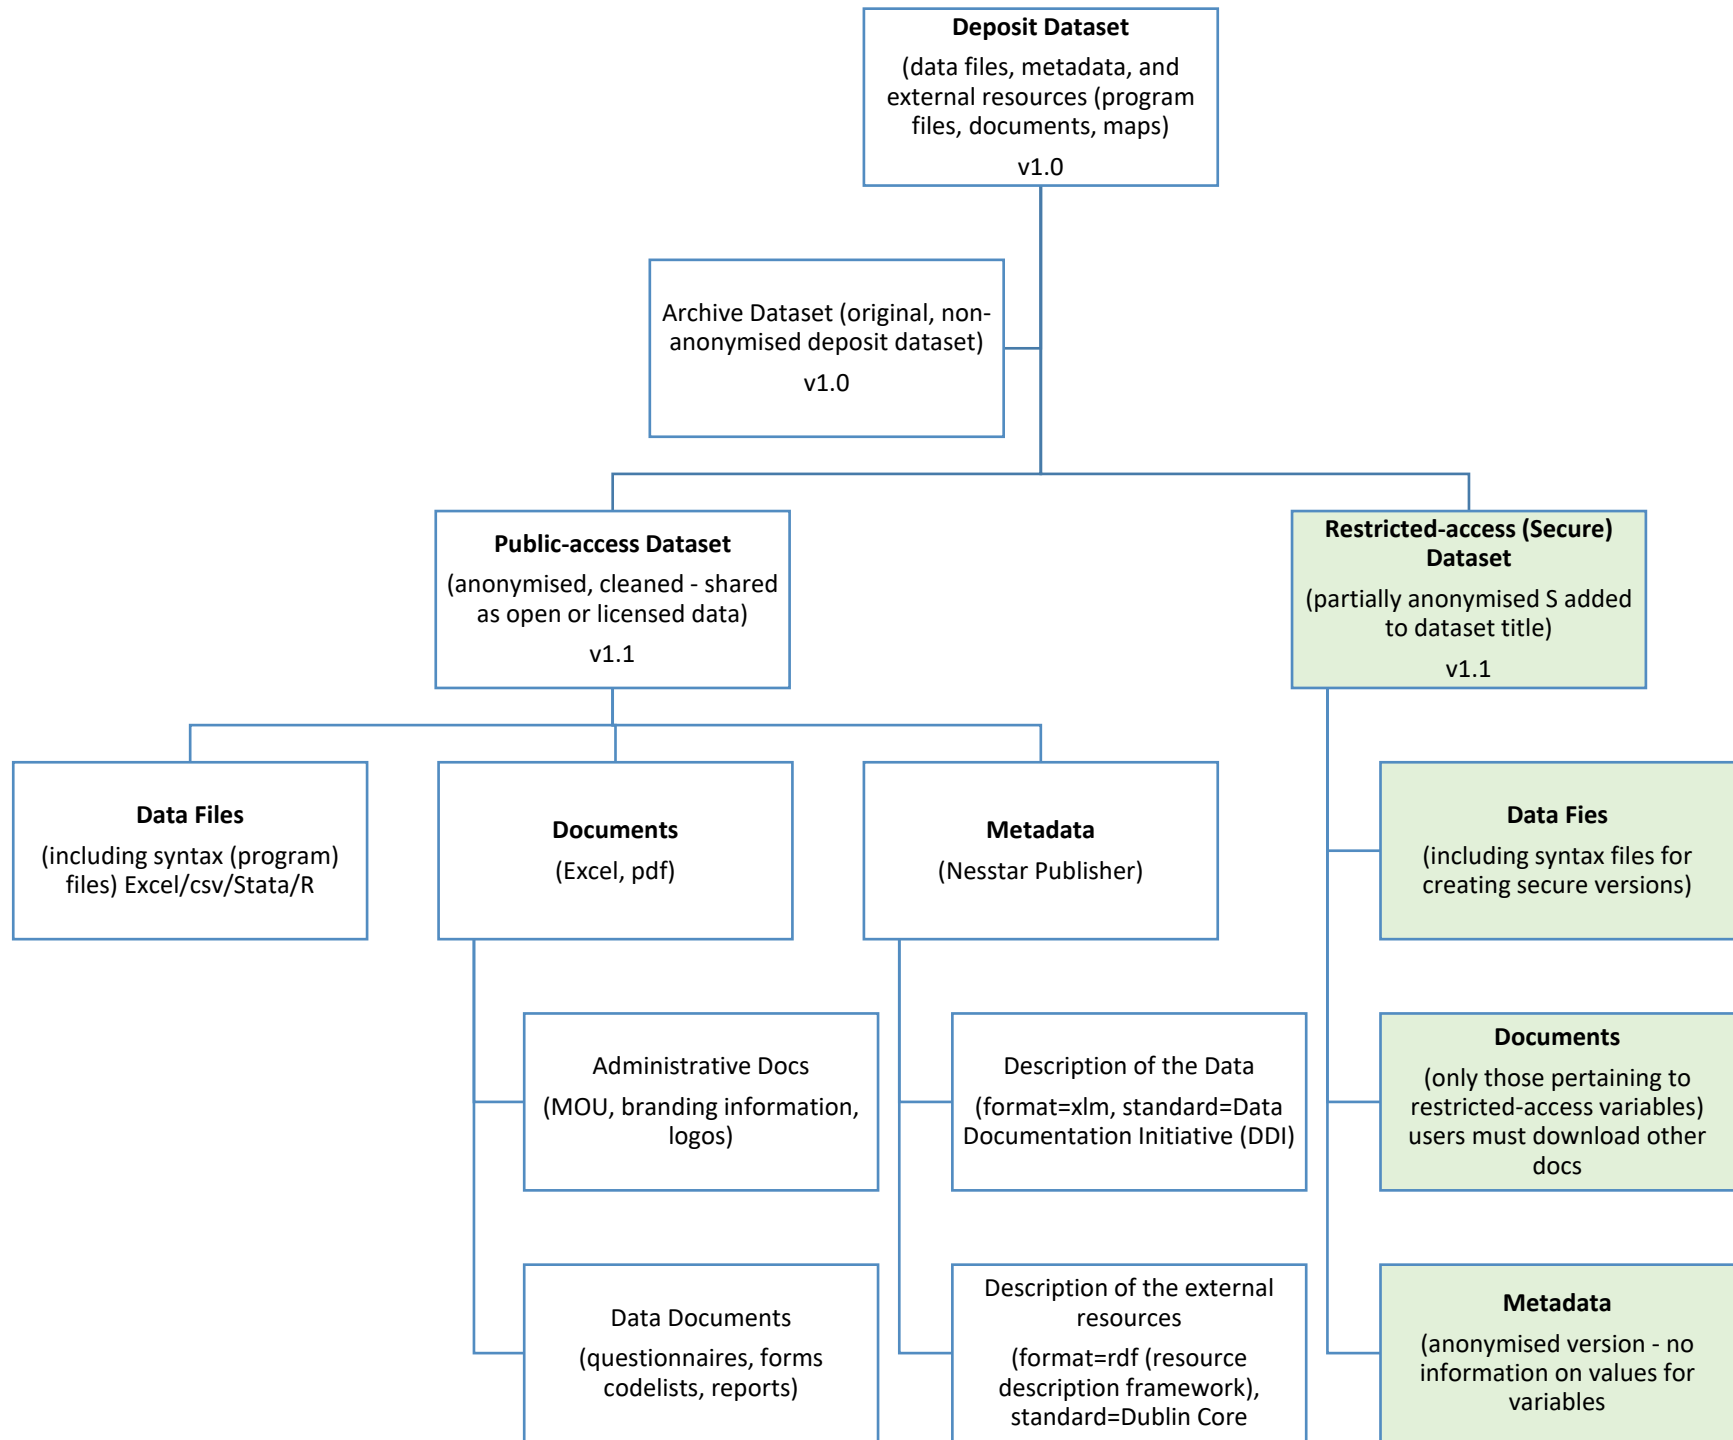 Deposit Dataset
(data files, metadata, and
external resources (program
files, documents, maps)
v1.0
Archive Dataset (original, non-
anonymised deposit dataset)
v1.0
Public-access Dataset
(anonymised, cleaned - shared
as open or licensed data)
v1.1
Restricted-access (Secure)
Dataset
(partially anonymised S added
to dataset title)
v1.1
Data Files
(including syntax (program)
files) Excel/csv/Stata/R
Documents
(Excel, pdf)
Metadata
(Nesstar Publisher)
Data Fies
(including syntax files for
creating secure versions)
Administrative Docs
(MOU, branding information,
logos)
Description of the Data
(format=xlm, standard=Data
Documentation Initiative (DDI)
Documents
(only those pertaining to
restricted-access variables)
users must download other
docs
Data Documents
(questionnaires, forms
codelists, reports)
Description of the external
resources
(format=rdf (resource
description framework),
standard=Dublin Core
Metadata
(anonymised version - no
information on values for
variables